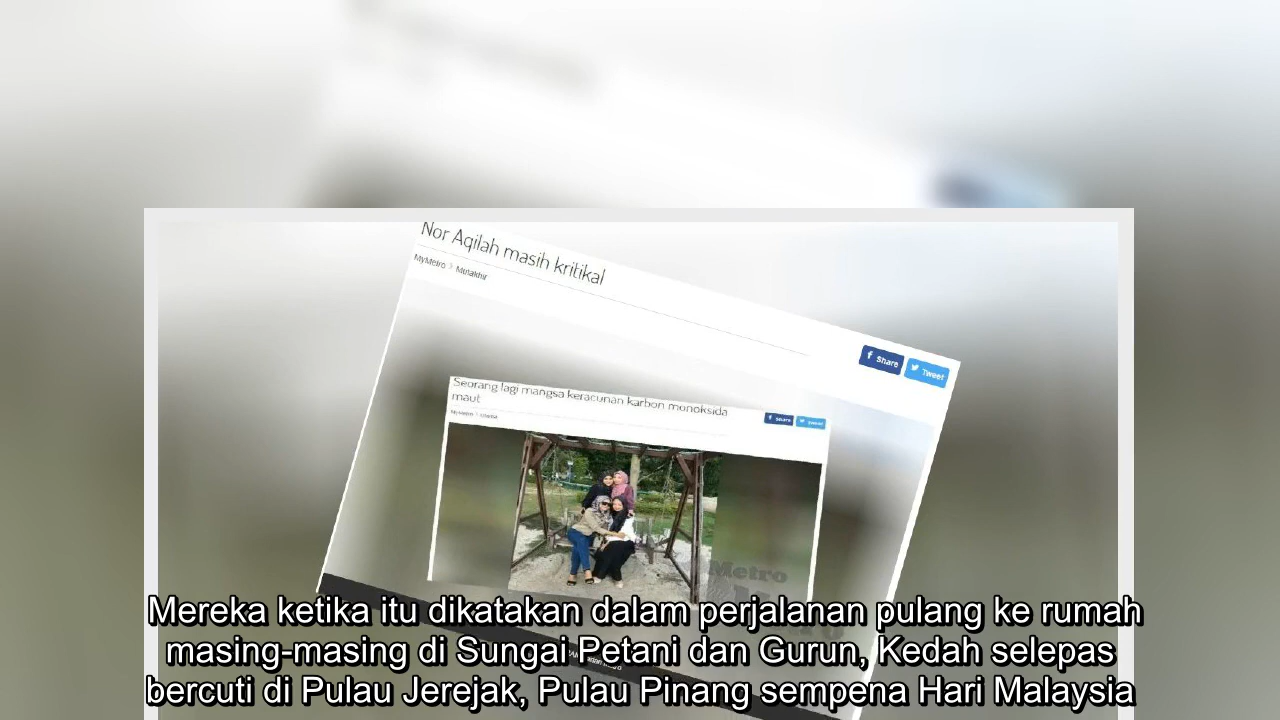 Nor Aqilah masih kritikal
MyMetro > Mutakhir
Share Tweet
Seorang lagi mangsa keracunan karbon monoksida
maut
Share Tweet
Metro
Mereka ketika itu dikatakan dalam perjalanan pulang ke rumah
masing-masing di Sungai Petani dan Gurun, Kedah selepas
bercuti di Pulau Jerejak, Pulau Pinang sempena Hari Malaysia